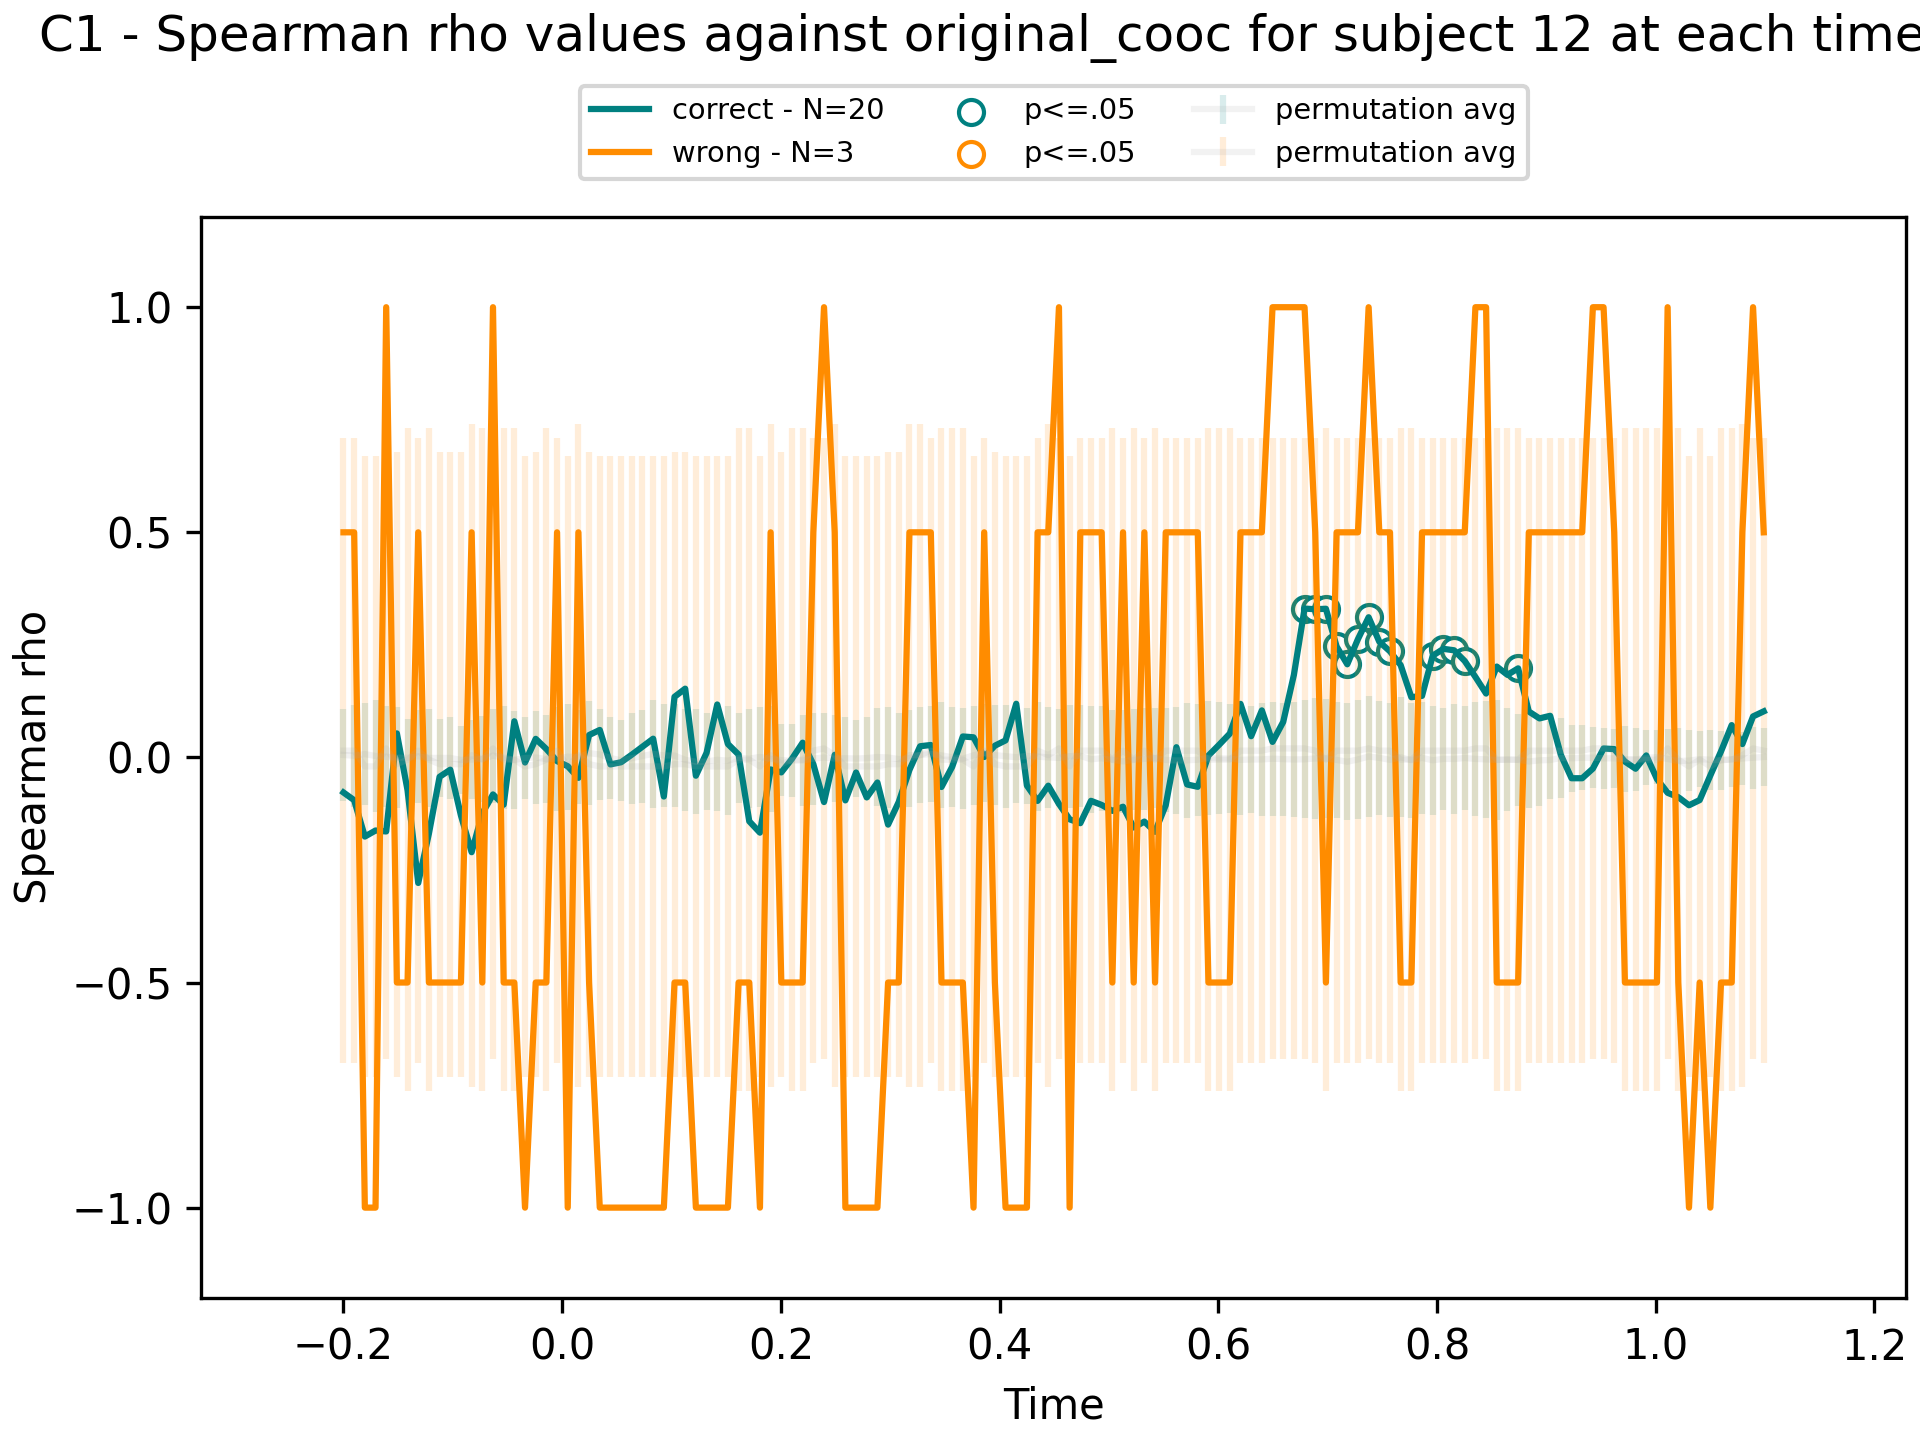 C1 - Spearman rho values against original_cooc for subject 12 at each time
correct - N=20 p<=.05 permutation avg
wrong - N=3 p<=.05 permutation avg
1.0
0.5
0.0
−0.5
−1.0
Spearman rho
−0.2 0.0 0.2 0.4 0.6 0.8 1.0 1.2
Time